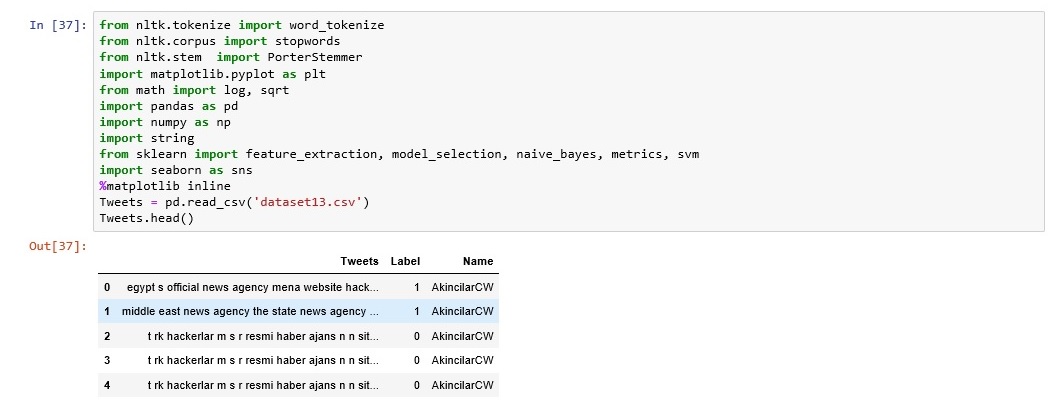 In [37]: from nltk.tokenize import word_tokenize
from nltk.corpus import stopwords
from nltk.stem  import PorterStemmer
import matplotlib.pyplot as plt
from math import log, sqrt
import pandas as pd
import numpy as np
import string
from sklearn import feature_extraction, model_selection, naive_bayes, metrics, svm
import seaborn as sns
%matplotlib inline
Tweets = pd.read_csv('dataset13.csv')
Tweets.head()
Out[37]:
Tweets Label Name
0 egypt s official news agency mena website hack... 1 AkincilarCW
1 middle east news agency the state news agency ... 1 AkincilarCW
2 t rk hackerlar m s r resmi haber ajans n n sit... 0 AkincilarCW
3 t rk hackerlar m s r resmi haber ajans n n sit... 0 AkincilarCW
4 t rk hackerlar m s r resmi haber ajans n n sit... 0 AkincilarCW